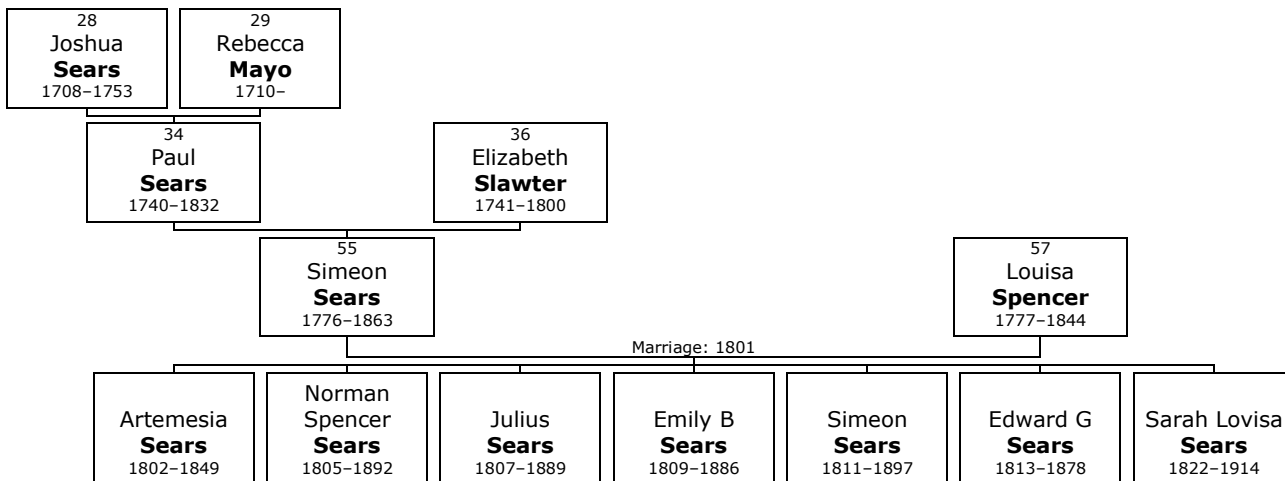 28
Joshua
Sears
1708–1753
29
Rebecca
Mayo
1710–
34
Paul
Sears
1740–1832
36
Elizabeth
Slawter
1741–1800
55
Simeon
Sears
1776–1863
57
Louisa
Spencer
1777–1844
Marriage: 1801
Artemesia
Sears
1802–1849
Norman
Spencer
Sears
1805–1892
Julius
Sears
1807–1889
Emily B
Sears
1809–1886
Simeon
Sears
1811–1897
Edward G
Sears
1813–1878
Sarah Lovisa
Sears
1822–1914